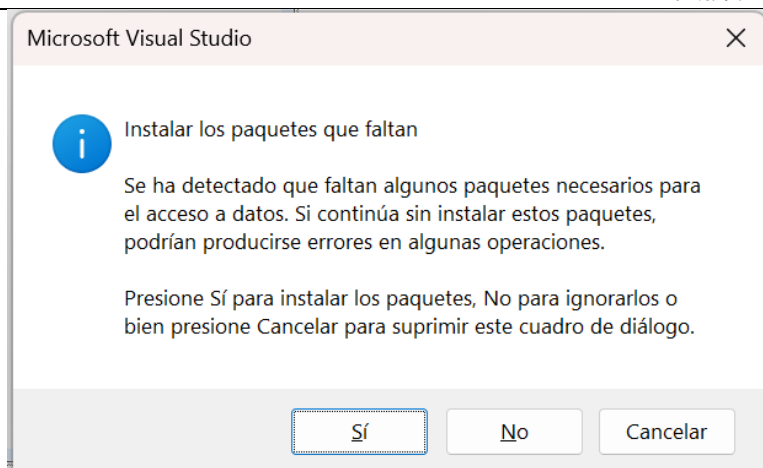 Microsoft Visual Studio
Instalar los paquetes que faltan
Se ha detectado que faltan algunos paquetes necesarios para
el acceso a datos. Si continúa sin instalar estos paquetes,
podrían producirse errores en algunas operaciones.
Presione Sí para instalar los paquetes, No para ignorarlos o
bien presione Cancelar para suprimir este cuadro de diálogo.
Sí No Cancelar